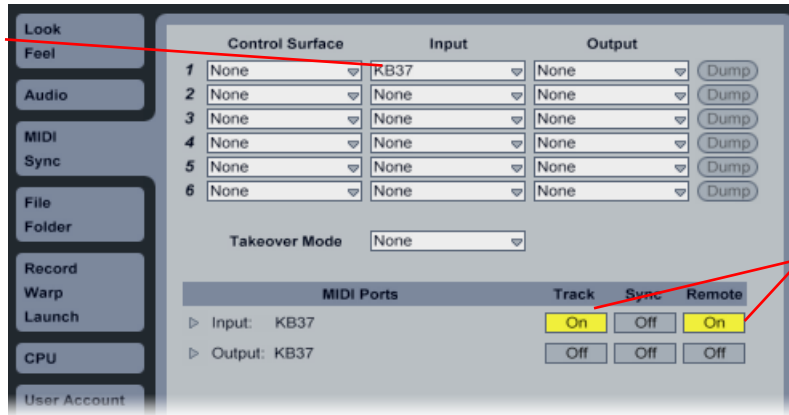 Look
Feel
Audio
MIDI
Sync
File
Folder
Record
Warp
Launch
CPU
User Account
Control Surface Input Output
1 None KB37 None Dump
2 None None None Dump
3 None None None Dump
4 None None None Dump
5 None None None Dump
6 None None None Dump
Takeover Mode None
MIDI Ports Track Sync Remote
Input: KB37 On Off On
Output: KB37 Off Off Off